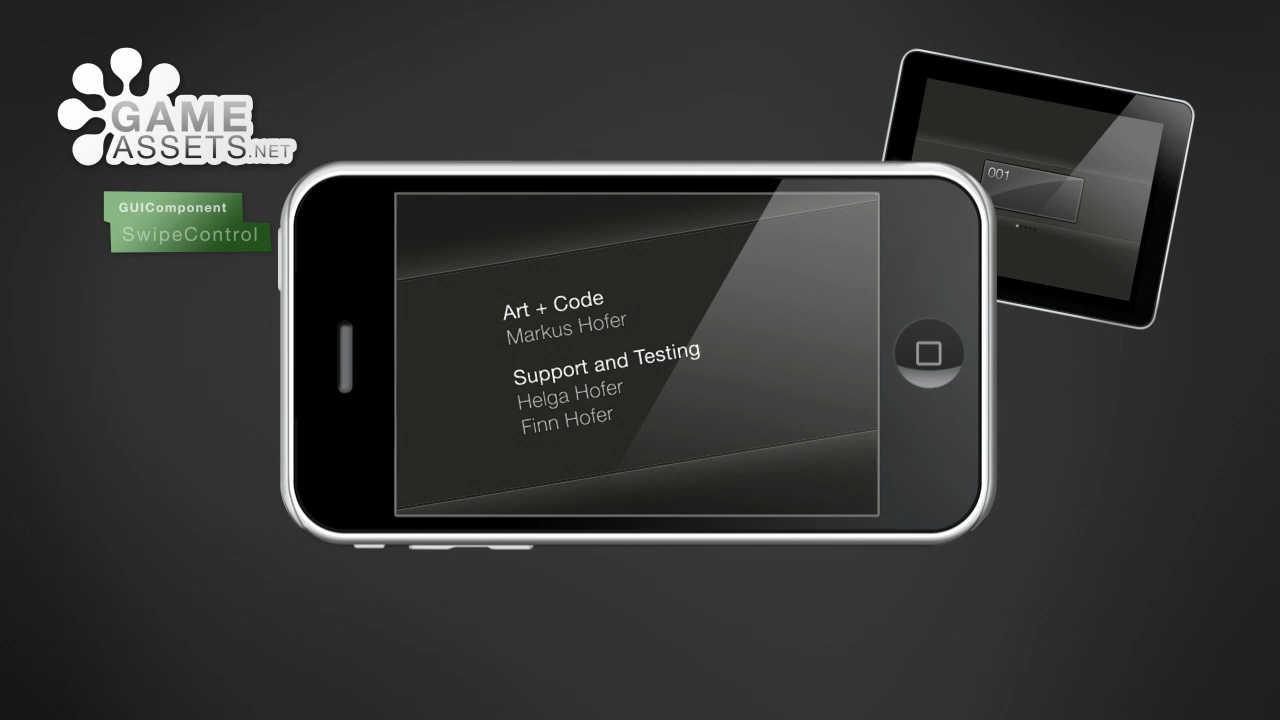 GAME
ASSETS.NET
GUIComponent
SwipeControl
001
Art + Code
Markus Hofer
Support and Testing
Helga Hofer
Finn Hofer